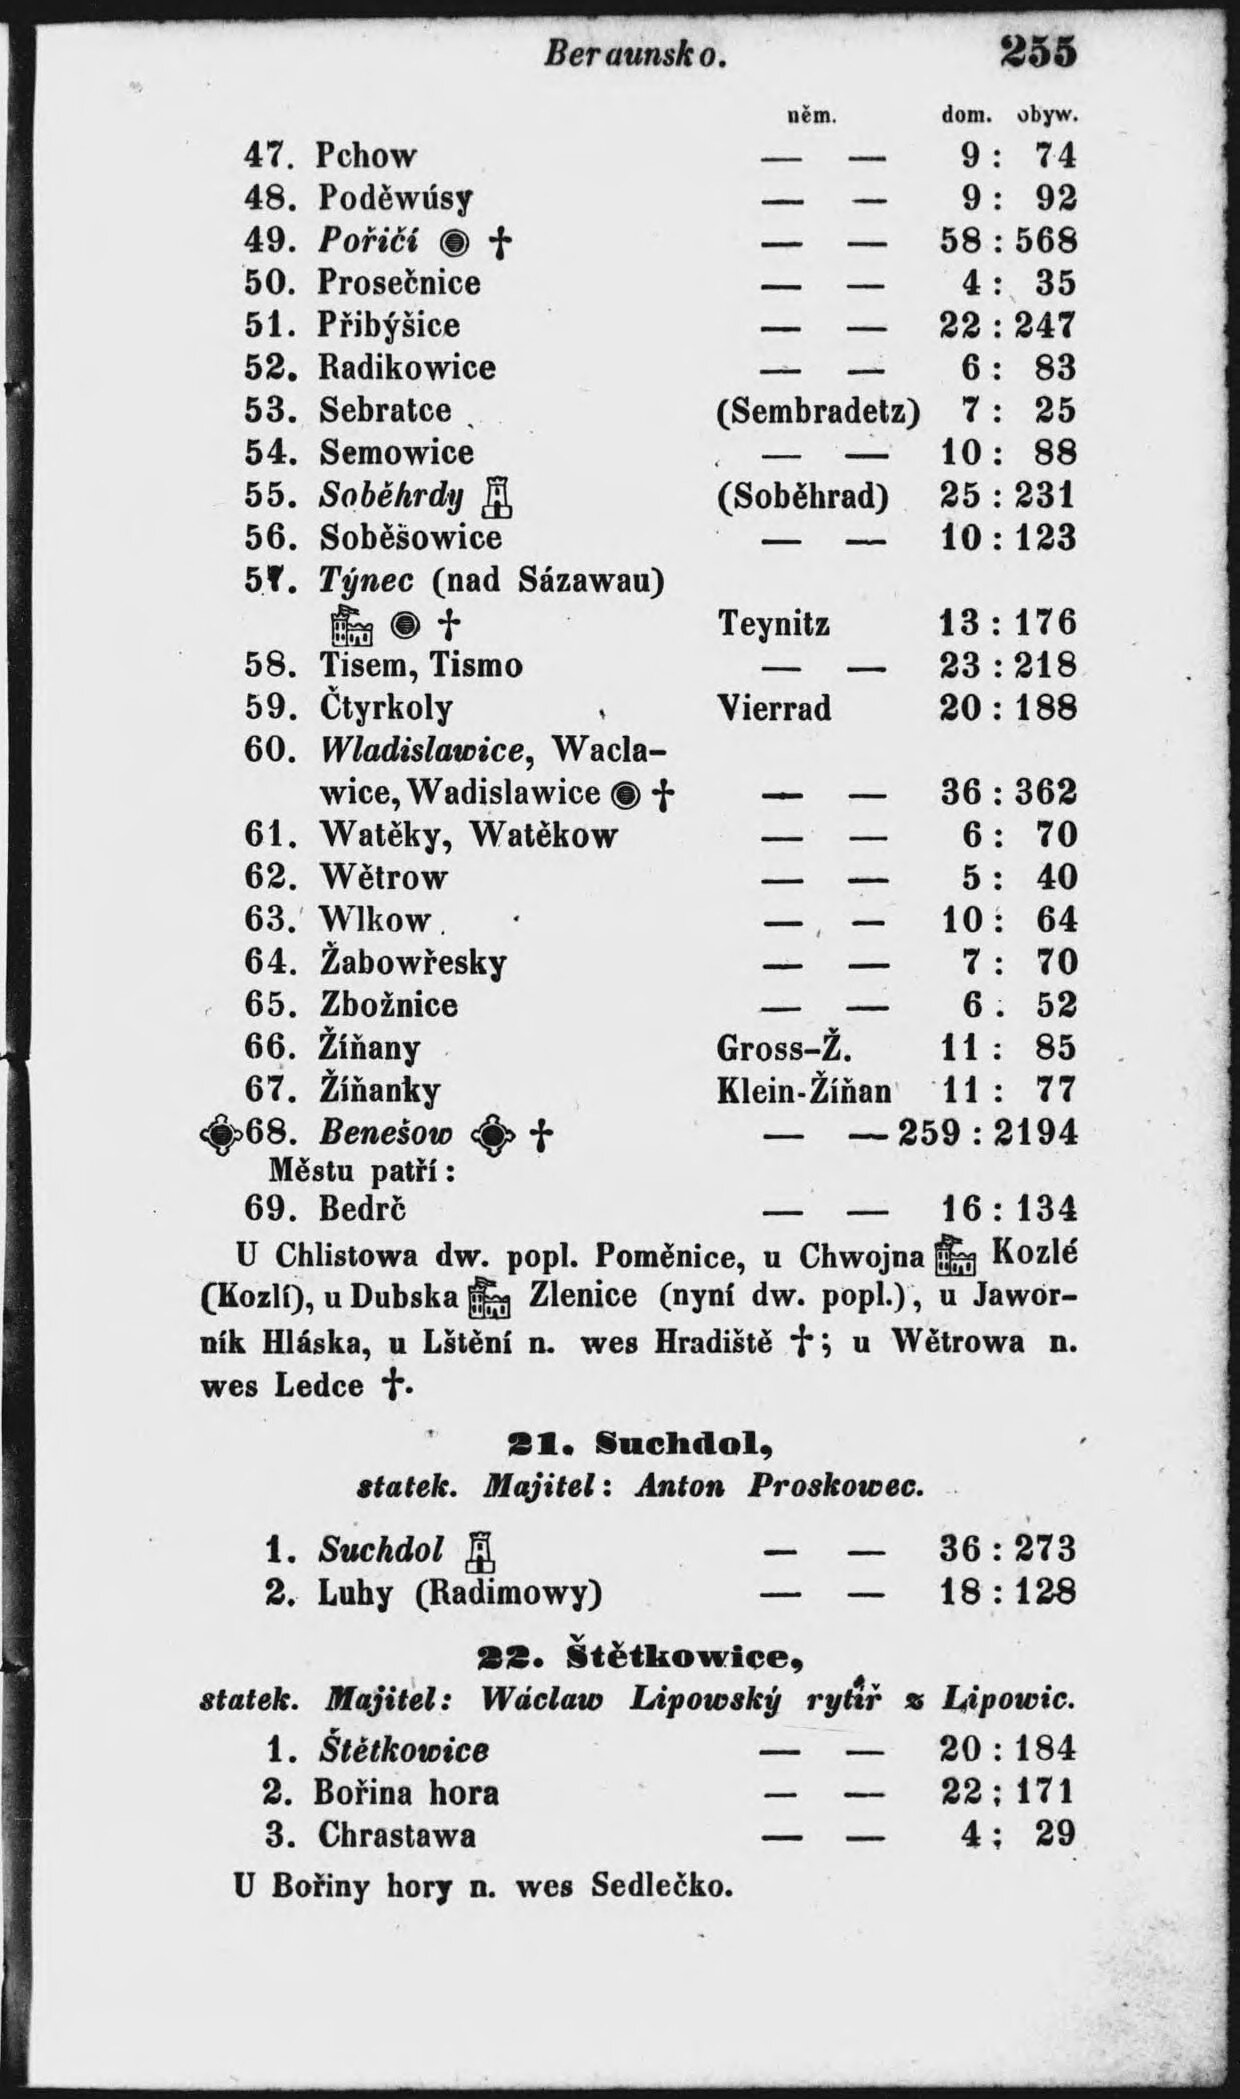 Beraunsko. 255
něm. dom. obyw.
47. Pchow — — 9 : 74
48. Poděwúsy — — 9 : 92
49. Pořičí ◉ † — — 58 : 568
50. Prosečnice — — 4 : 35
51. Přibýšice — — 22 : 247
52. Radikowice — — 6 : 83
53. Sebratce (Sembradetz) 7 : 25
54. Semowice — — 10 : 88
55. Soběhrdy (Soběhrad) 25 : 231
56. Soběšowice — — 10 : 123
57. Týnec (nad Sázawau)
◉ † Teynitz 13 : 176
58. Tisem, Tismo — — 23 : 218
59. Čtyrkoly Vierrad 20 : 188
60. Wladislawice, Wacla-
wice, Wadislawice ◉ † — — 36 : 362
61. Watěky, Watěkow — — 6 : 70
62. Wětrow — — 5 : 40
63. Wlkow — — 10 : 64
64. Žabowřesky — — 7 : 70
65. Zbožnice — — 6 . 52
66. Žíňany Gross-Ž. 11 : 85
67. Žíňanky Klein-Žíňan 11 : 77
68. Benešow † — — 259 : 2194
Městu patří :
69. Bedrč — — 16 : 134
U Chlistowa dw. popl. Poměnice, u Chwojna Kozlé
(Kozlí), u Dubska Zlenice (nyní dw. popl.), u Jawor-
ník Hláska, u Lštění n. wes Hradiště †; u Wětrowa n.
wes Ledce †.
21. Suchdol,
statek. Majitel: Anton Proskowec.
1. Suchdol — — 36 : 273
2. Luhy (Radimowy) — — 18 : 128
22. Štětkowice,
statek. Majitel: Wáclaw Lipowský rytíř z Lipowic.
1. Štětkowice — — 20 : 184
2. Bořina hora — — 22 ; 171
3. Chrastawa — — 4 ; 29
U Bořiny hory n. wes Sedlečko.